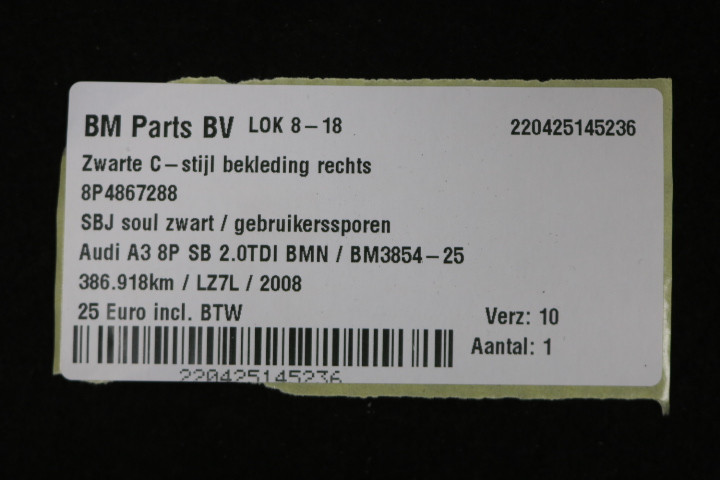 BM Parts BV LOK 8-18 220425145236
Zwarte C-stijl bekleding rechts
8P4867288
SBJ soul zwart / gebruikerssporen
Audi A3 8P SB 2.0TDI BMN / BM3854-25
386.918km / LZ7L / 2008
25 Euro incl. BTW
Verz: 10
Aantal: 1
220425145236